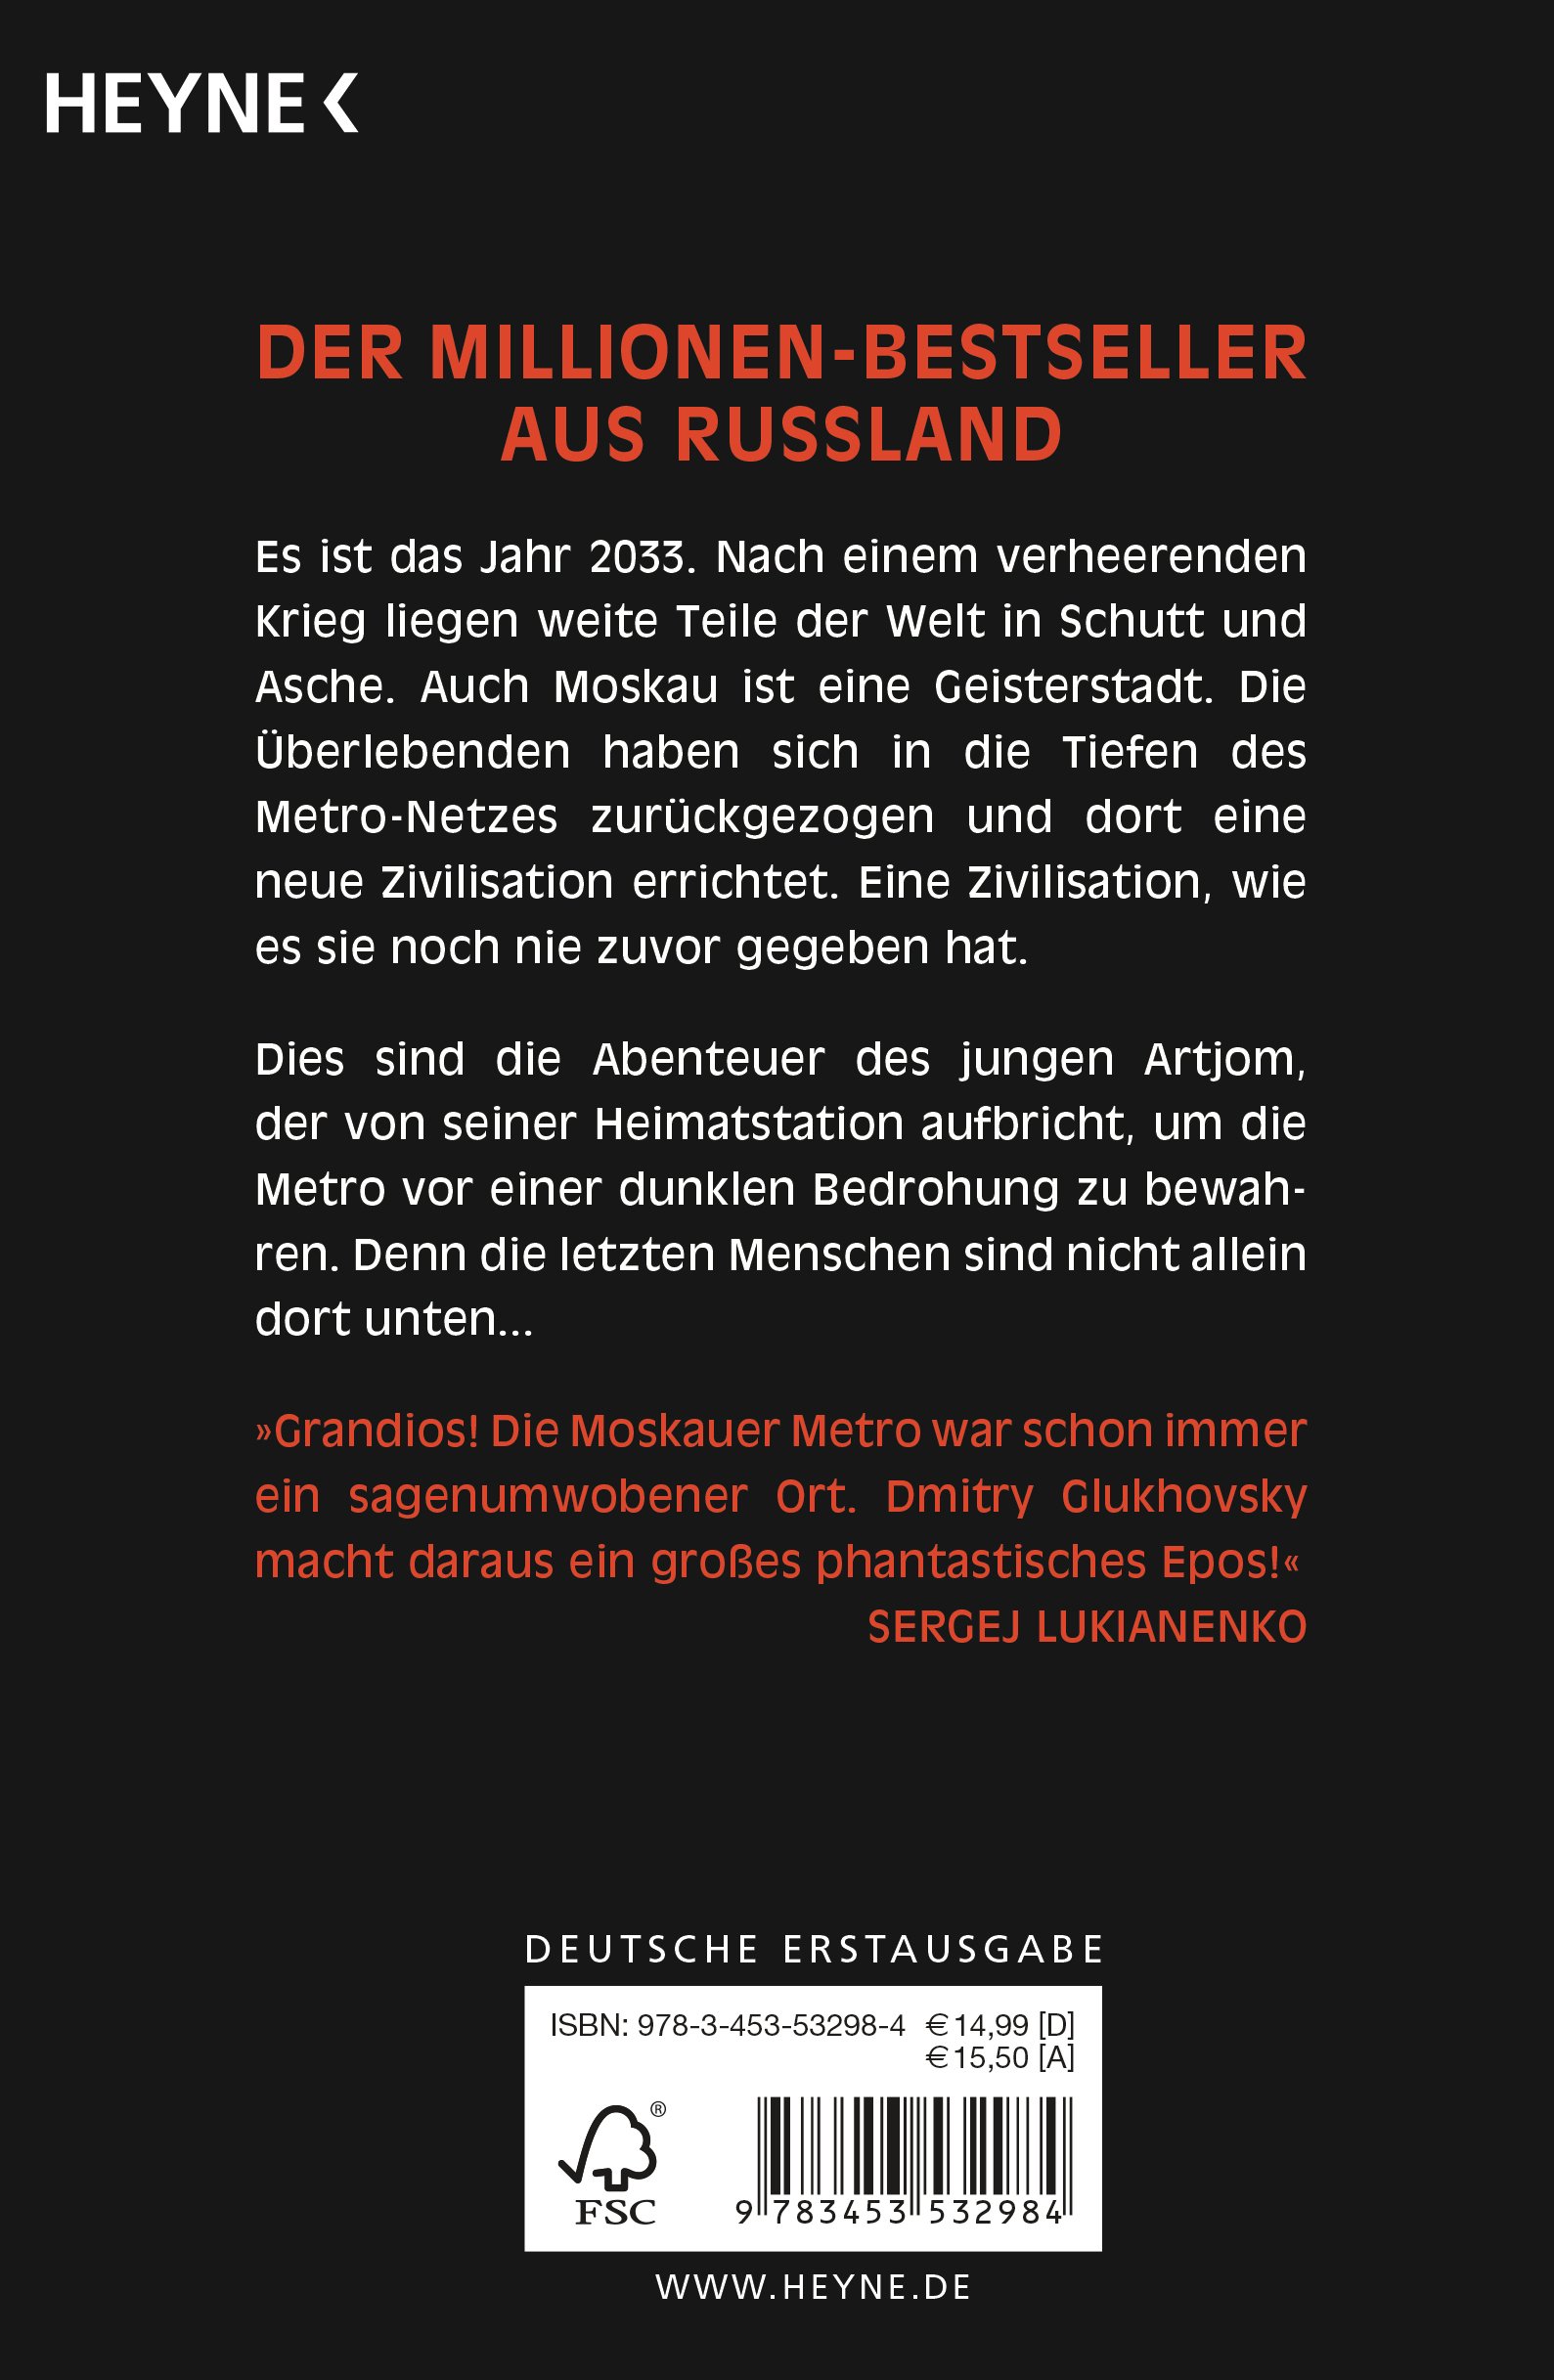 HEYNE
DER MILLIONEN-BESTSELLER
AUS RUSSLAND
Es ist das Jahr 2033. Nach einem verheerenden
Krieg liegen weite Teile der Welt in Schutt und
Asche. Auch Moskau ist eine Geisterstadt. Die
Überlebenden haben sich in die Tiefen des
Metro-Netzes zurückgezogen und dort eine
neue Zivilisation errichtet. Eine Zivilisation, wie
es sie noch nie zuvor gegeben hat.
Dies sind die Abenteuer des jungen Artjom,
der von seiner Heimatstation aufbricht, um die
Metro vor einer dunklen Bedrohung zu bewah-
ren. Denn die letzten Menschen sind nicht allein
dort unten...
»Grandios! Die Moskauer Metro war schon immer
ein sagenumwobener Ort. Dmitry Glukhovsky
macht daraus ein großes phantastisches Epos!«
SERGEJ LUKIANENKO
DEUTSCHE ERSTAUSGABE
ISBN: 978-3-453-53298-4 €14,99 [D]
€15,50 [A]
®
FSC
9 783453 532984
WWW.HEYNE.DE